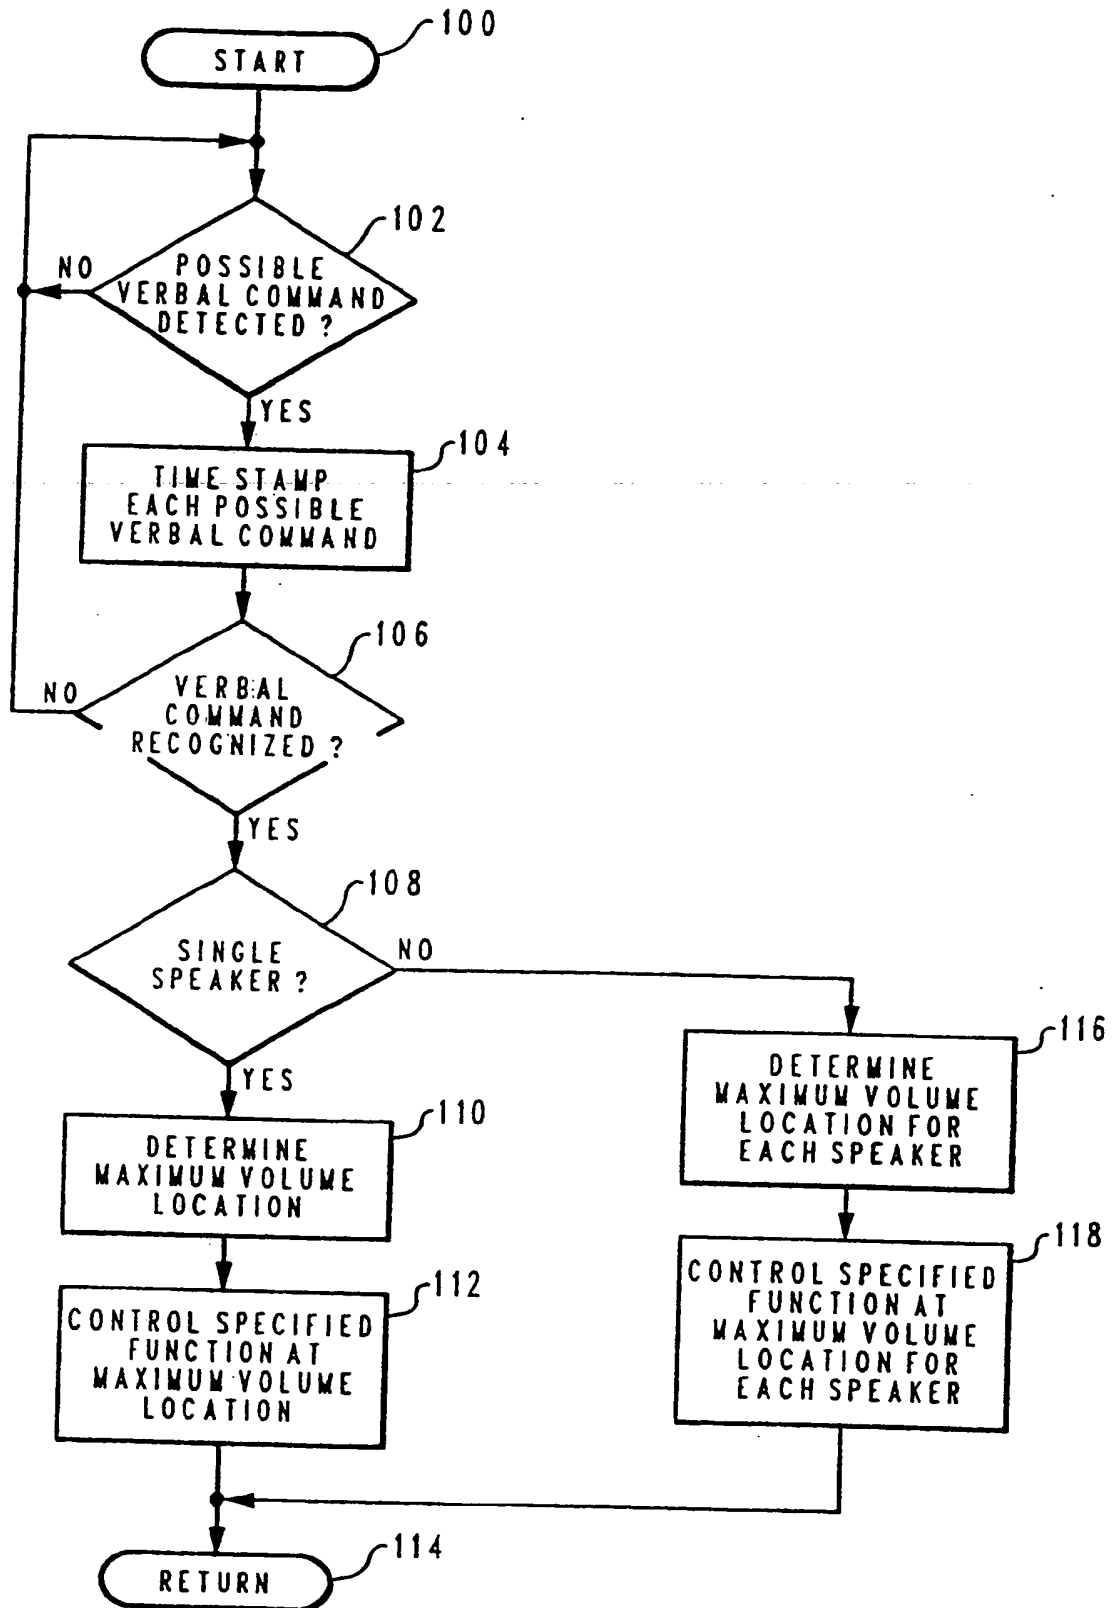 100
START
102
NO
POSSIBLE
VERBAL COMMAND
DETECTED ?
YES
104
TIME STAMP
EACH POSSIBLE
VERBAL COMMAND
106
NO
VERBAL
COMMAND
RECOGNIZED ?
YES
108
SINGLE
SPEAKER ?
NO
YES
110
DETERMINE
MAXIMUM VOLUME
LOCATION
112
CONTROL SPECIFIED
FUNCTION AT
MAXIMUM VOLUME
LOCATION
116
DETERMINE
MAXIMUM VOLUME
LOCATION FOR
EACH SPEAKER
118
CONTROL SPECIFIED
FUNCTION AT
MAXIMUM VOLUME
LOCATION FOR
EACH SPEAKER
114
RETURN